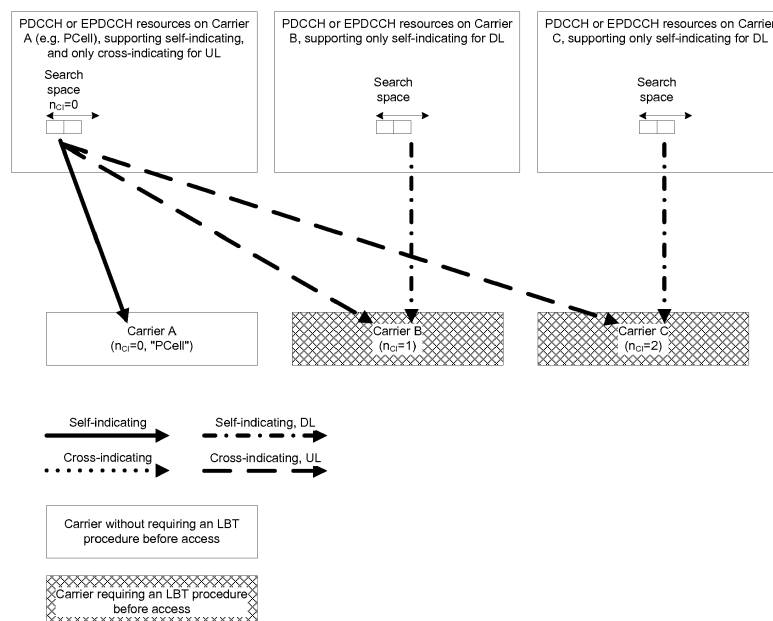 PDCCH or EPDCCH resources on Carrier
A (e.g. PCell), supporting self-indicating,
and only cross-indicating for UL
Search
space
nCI=0
PDCCH or EPDCCH resources on Carrier
B, supporting only self-indicating for DL
Search
space
PDCCH or EPDCCH resources on Carrier
C, supporting only self-indicating for DL
Search
space
Carrier A
(nCI=0, "PCell")
Carrier B
(nCI=1)
Carrier C
(nCI=2)
Self-indicating
Self-indicating, DL
Cross-indicating
Cross-indicating, UL
Carrier without requiring an LBT
procedure before access
Carrier requiring an LBT procedure
before access